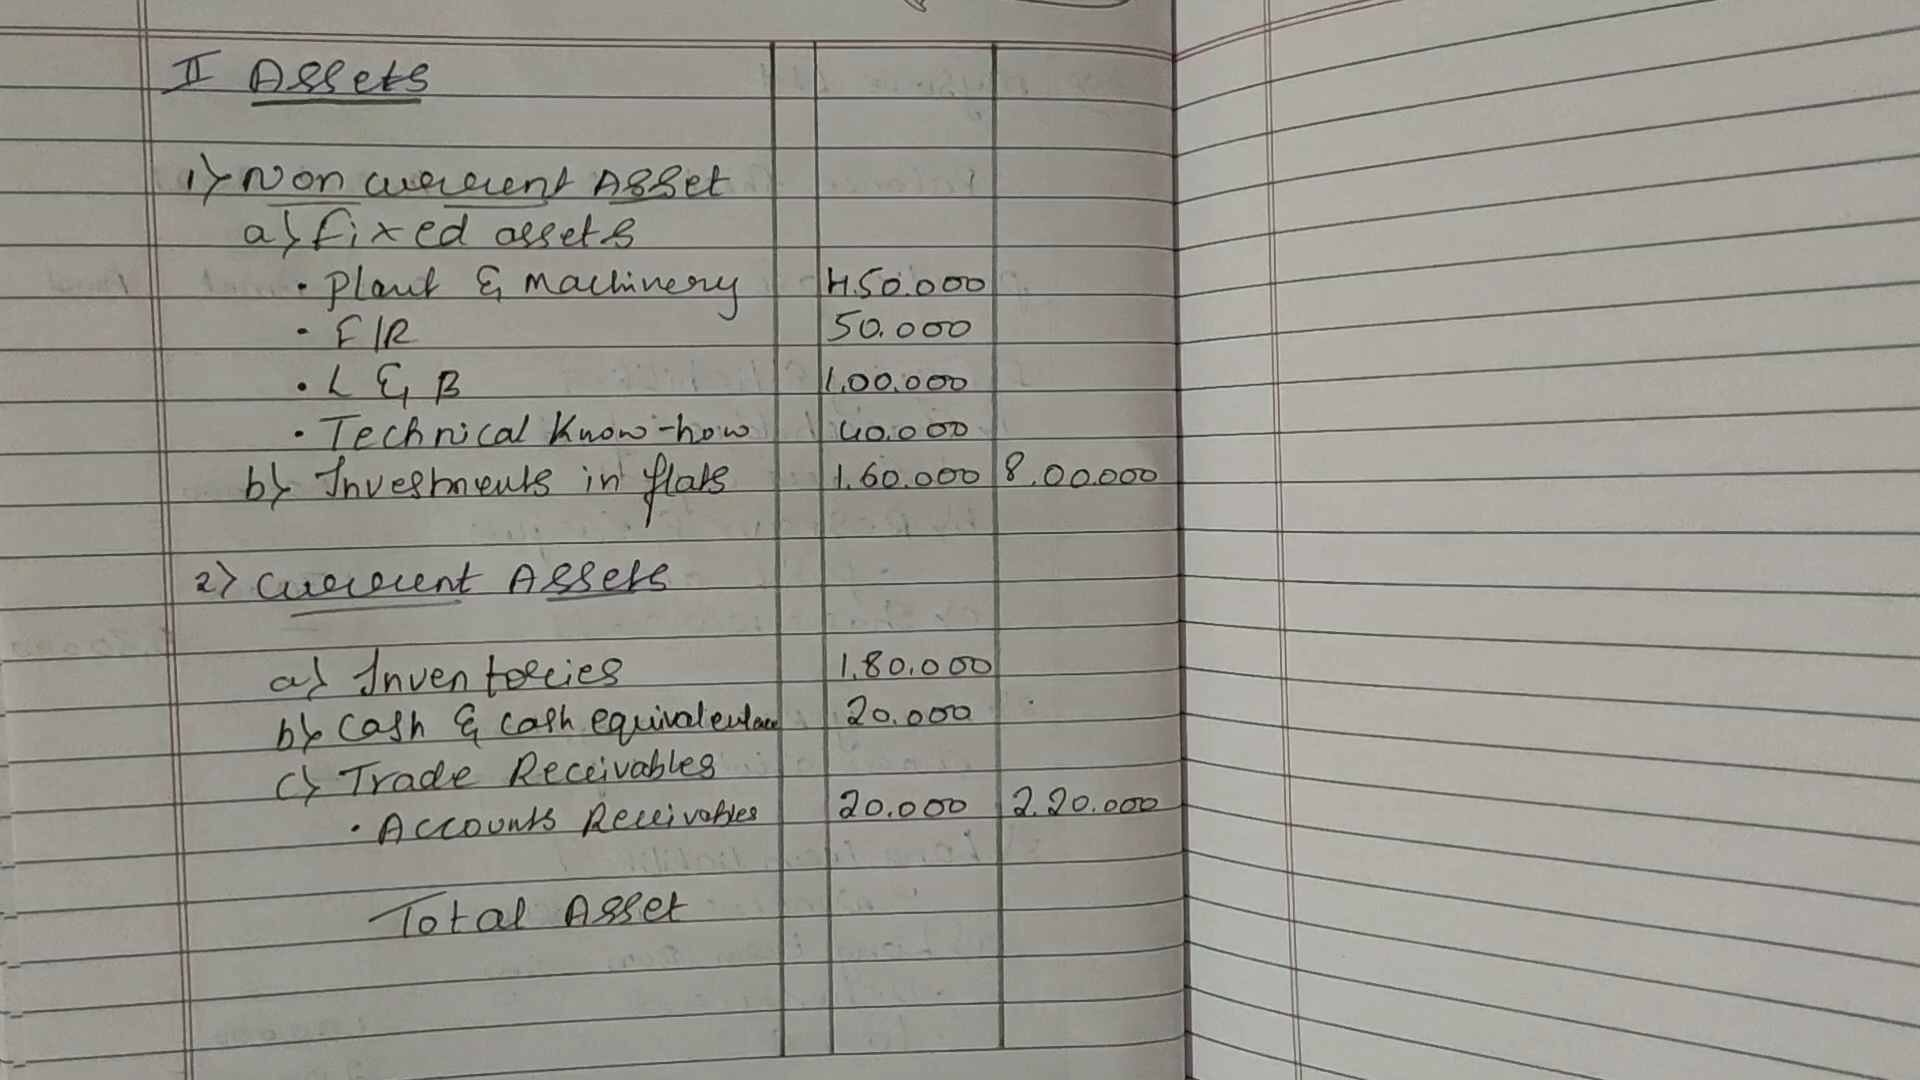 II Assets
1) Non current Asset
a) fixed assets
• Plant & Machinery 4.50.000
• F/R 50.000
• L & B 1.00.000
• Technical Know-how 40.000
b) Investments in flats 1.60.000 8.00.000
2) Current Assets
a) Inventories 1.80.000
b) Cash & cash 20.000
c) Trade Receivables
• Accounts Receivables 20.000 2.20.000
Total Asset